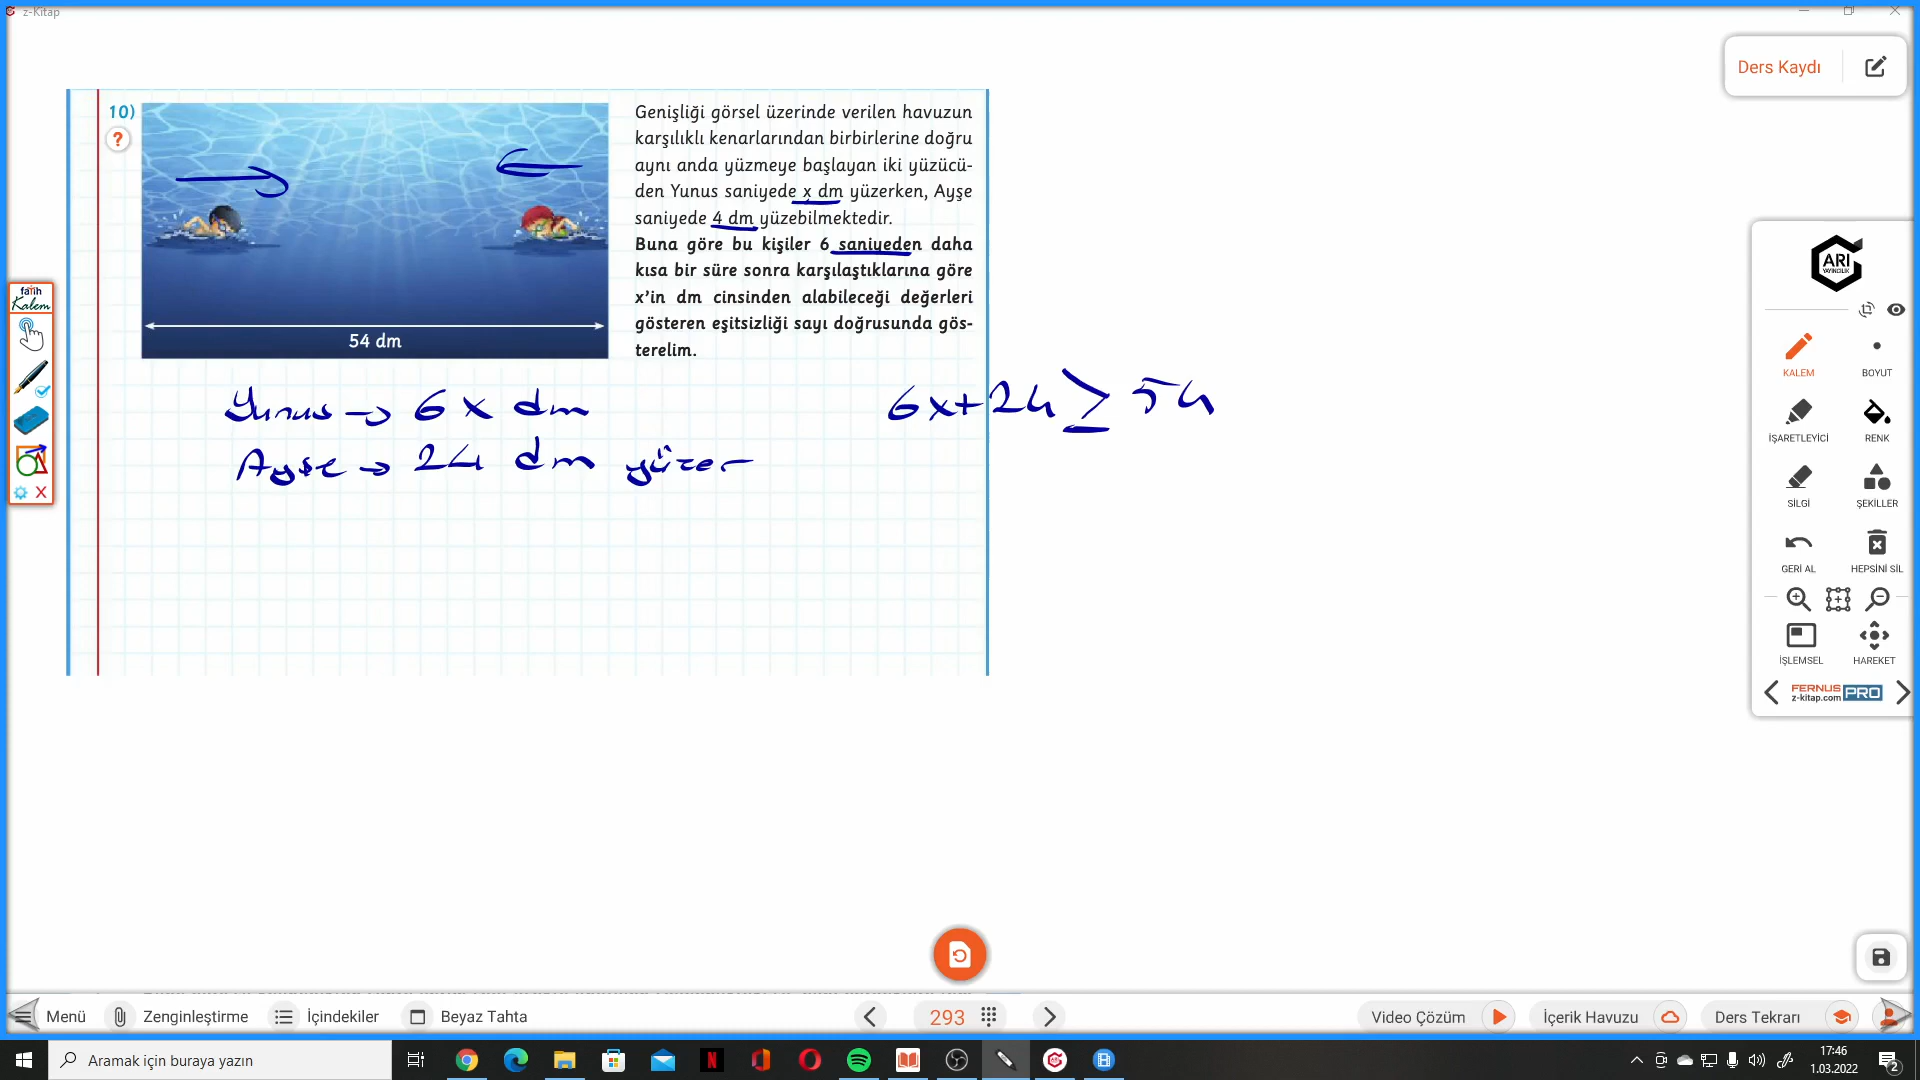 z-Kitap
Ders Kaydı
10)
?
54 dm
Genişliği görsel üzerinde verilen havuzun
karşılıklı kenarlarından birbirlerine doğru
aynı anda yüzmeye başlayan iki yüzücü-
den Yunus saniyede x dm yüzerken, Ayşe
saniyede 4 dm yüzebilmektedir.
Buna göre bu kişiler 6 saniyeden daha
kısa bir süre sonra karşılaştıklarına göre
x'in dm cinsinden alabileceği değerleri
gösteren eşitsizliği sayı doğrusunda gös-
terelim.
Yunus → 6 x dm
Ayşe → 24 dm yüzer
6x+24 ≥ 54
fatih
Kalem
X
ARI
YAYINCILIK
KALEM
BOYUT
İŞARETLEYİCİ
RENK
SİLGİ
ŞEKİLLER
GERİ AL
HEPSİNİ SİL
İŞLEMSEL
HAREKET
FERNUS
z-kitap.com PRO
Menü
Zenginleştirme
İçindekiler
Beyaz Tahta
293
Video Çözüm
İçerik Havuzu
Ders Tekrarı
Aramak için buraya yazın
17:46
1.03.2022
2